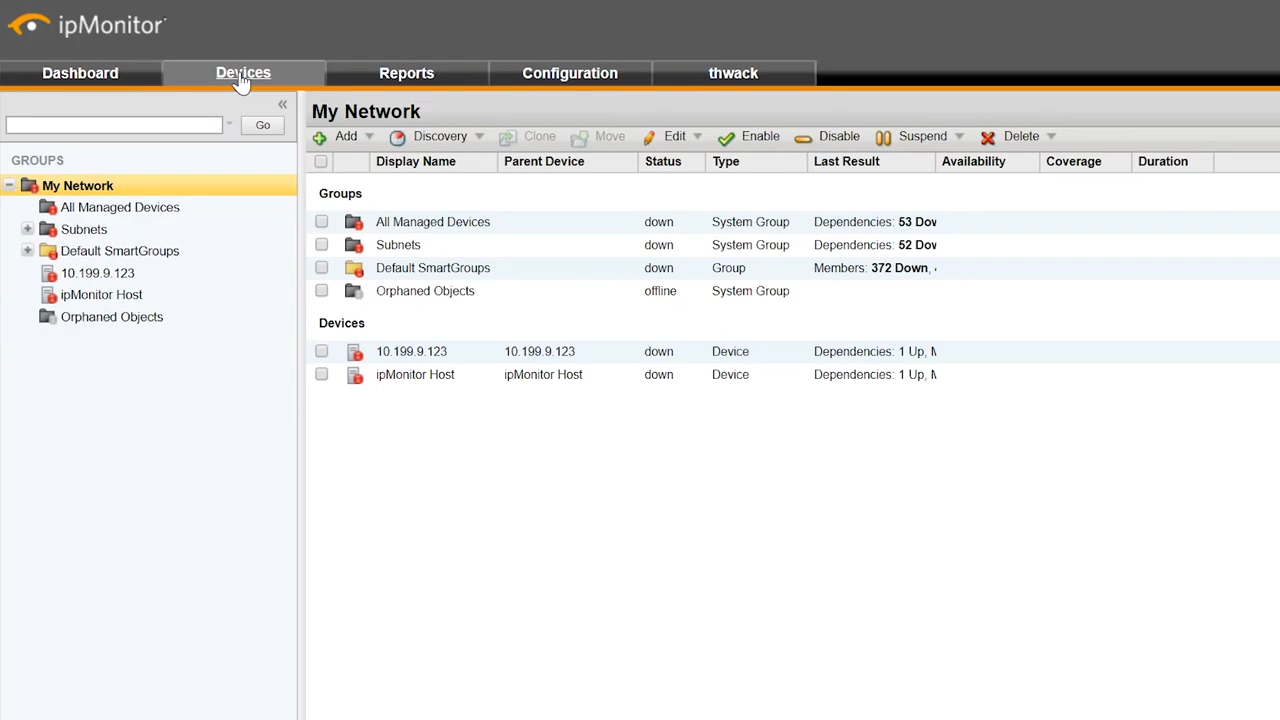 ipMonitor
Dashboard Devices Reports Configuration thwack
«
Go
GROUPS
My Network
All Managed Devices
Subnets
Default SmartGroups
10.199.9.123
ipMonitor Host
Orphaned Objects
My Network
Add Discovery Clone Move Edit Enable Disable Suspend Delete
Display Name Parent Device Status Type Last Result Availability Coverage Duration
Groups
All Managed Devices down System Group Dependencies: 53 Dov
Subnets down System Group Dependencies: 52 Dov
Default SmartGroups down Group Members: 372 Down,
Orphaned Objects offline System Group
Devices
10.199.9.123 10.199.9.123 down Device Dependencies: 1 Up,
ipMonitor Host ipMonitor Host down Device Dependencies: 1 Up,